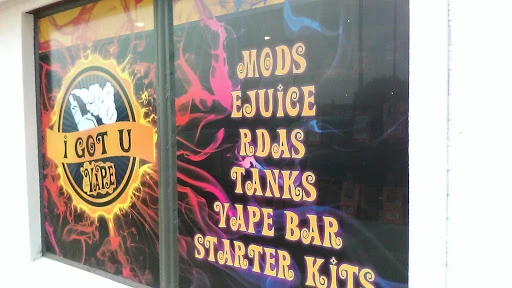 i GOT U
VAPE
MODS
EJUICE
RDAS
TANKS
VAPE BAR
STARTER KiTS